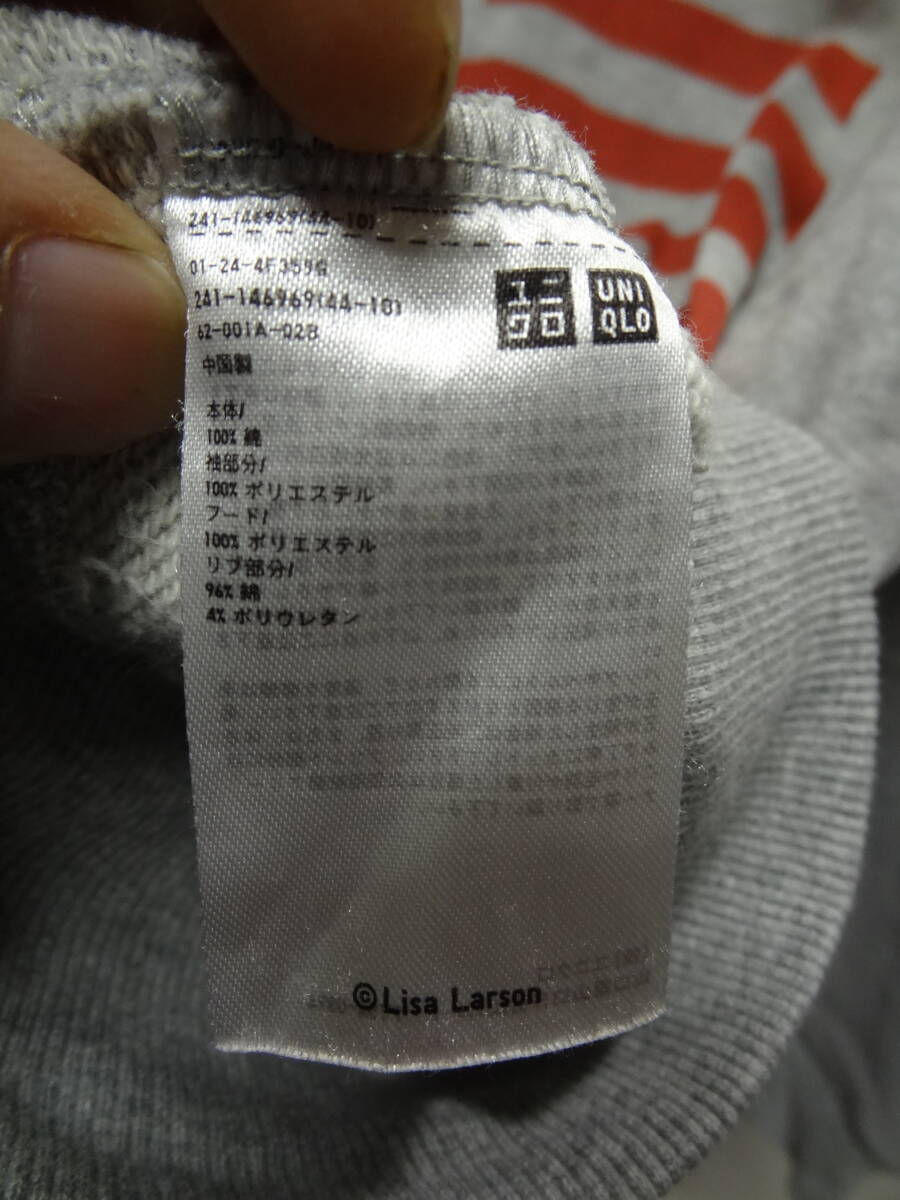 241-146969(44-10)
01-24-4F359G
241-146969(44-10)
62-001A-02B
中国製
ユニ
クロ
UNI
QLO
本体/
100% 綿
袖部分/
100% ポリエステル
フード/
100% ポリエステル
リブ部分/
96% 綿
4% ポリウレタン
©Lisa Larson